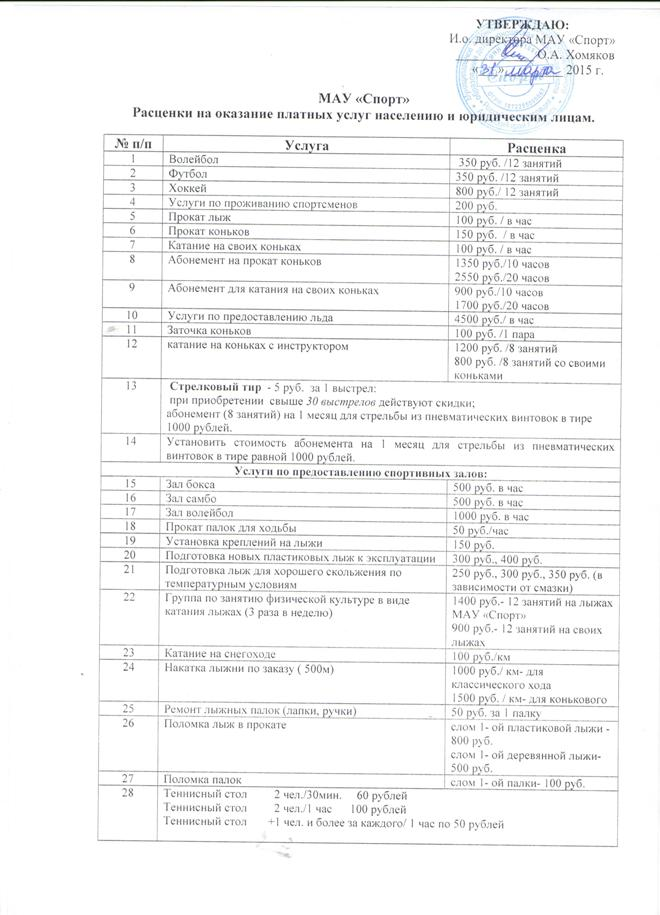 УТВЕРЖДАЮ:
И.о. директора МАУ «Спорт»
О.А. Хомяков
«31» марта 2015 г.
МАУ «Спорт»
Расценки на оказание платных услуг населению и юридическим лицам.
№ п/п Услуга Расценка
1 Волейбол 350 руб. /12 занятий
2 Футбол 350 руб. /12 занятий
3 Хоккей 800 руб./ 12 занятий
4 Услуги по проживанию спортсменов 200 руб.
5 Прокат лыж 100 руб. / в час
6 Прокат коньков 150 руб. / в час
7 Катание на своих коньках 100 руб. / в час
8 Абонемент на прокат коньков 1350 руб./10 часов
2550 руб./20 часов
9 Абонемент для катания на своих коньках 900 руб./10 часов
1700 руб./20 часов
10 Услуги по предоставлению льда 4500 руб./ в час
11 Заточка коньков 100 руб. /1 пара
12 катание на коньках с инструктором 1200 руб. /8 занятий
800 руб. /8 занятий со своими
коньками
13 Стрелковый тир - 5 руб. за 1 выстрел:
при приобретении свыше 30 выстрелов действуют скидки;
абонемент (8 занятий) на 1 месяц для стрельбы из пневматических винтовок в тире
1000 рублей.
14 Установить стоимость абонемента на 1 месяц для стрельбы из пневматических
винтовок в тире равной 1000 рублей.
Услуги по предоставлению спортивных залов:
15 Зал бокса 500 руб. в час
16 Зал самбо 500 руб. в час
17 Зал волейбол 1000 руб. в час
18 Прокат палок для ходьбы 50 руб./час
19 Установка креплений на лыжи 150 руб.
20 Подготовка новых пластиковых лыж к эксплуатации 300 руб., 400 руб.
21 Подготовка лыж для хорошего скольжения по 250 руб., 300 руб., 350 руб. (в
температурным условиям зависимости от смазки)
22 Группа по занятию физической культуре в виде 1400 руб.- 12 занятий на лыжах
катания лыжах (3 раза в неделю) МАУ «Спорт»
900 руб.- 12 занятий на своих
лыжах
23 Катание на снегоходе 100 руб./км
24 Накатка лыжни по заказу ( 500м) 1000 руб./ км- для
классического хода
1500 руб. / км- для конькового
25 Ремонт лыжных палок (лапки, ручки) 50 руб. за 1 палку
26 Поломка лыж в прокате слом 1- ой пластиковой лыжи -
800 руб.
слом 1- ой деревянной лыжи-
500 руб.
27 Поломка палок слом 1- ой палки- 100 руб.
28 Теннисный стол 2 чел./30мин. 60 рублей
Теннисный стол 2 чел./1 час 100 рублей
Теннисный стол +1 чел. и более за каждого/ 1 час по 50 рублей